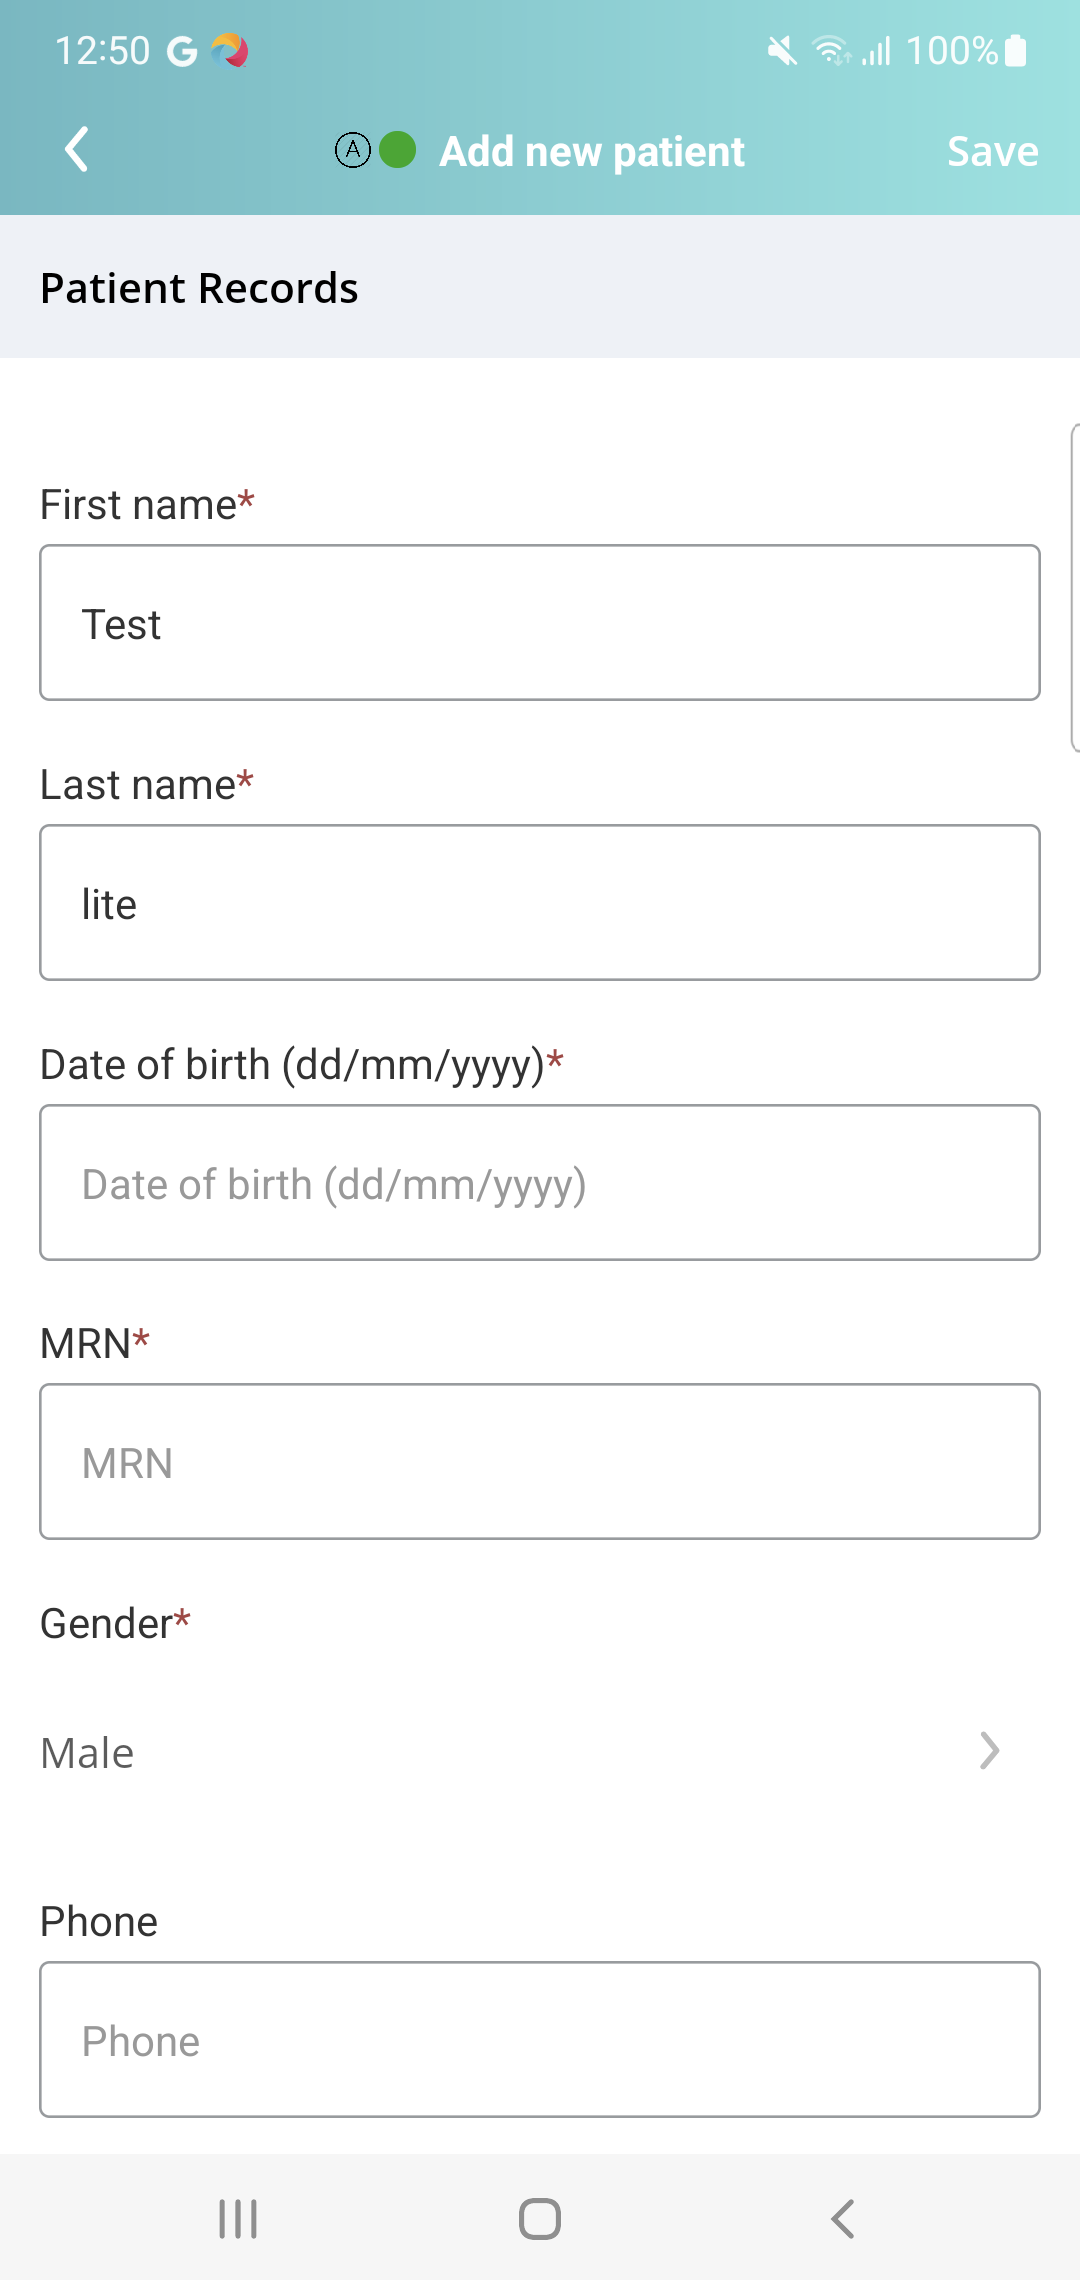 12:50 G 100%
A Add new patient Save
Patient Records
First name*
Test
Last name*
lite
Date of birth (dd/mm/yyyy)*
Date of birth (dd/mm/yyyy)
MRN*
MRN
Gender*
Male
Phone
Phone